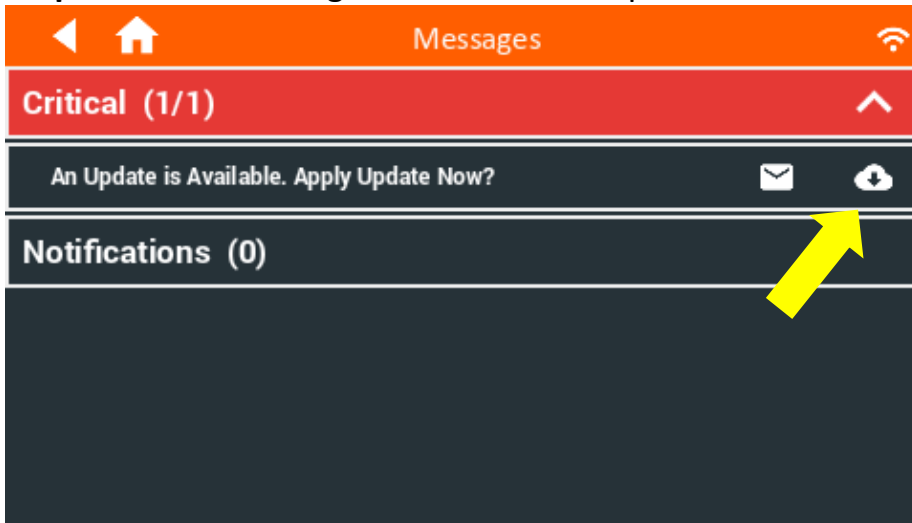 Messages
Critical (1/1)
An Update is Available. Apply Update Now?
Notifications (0)